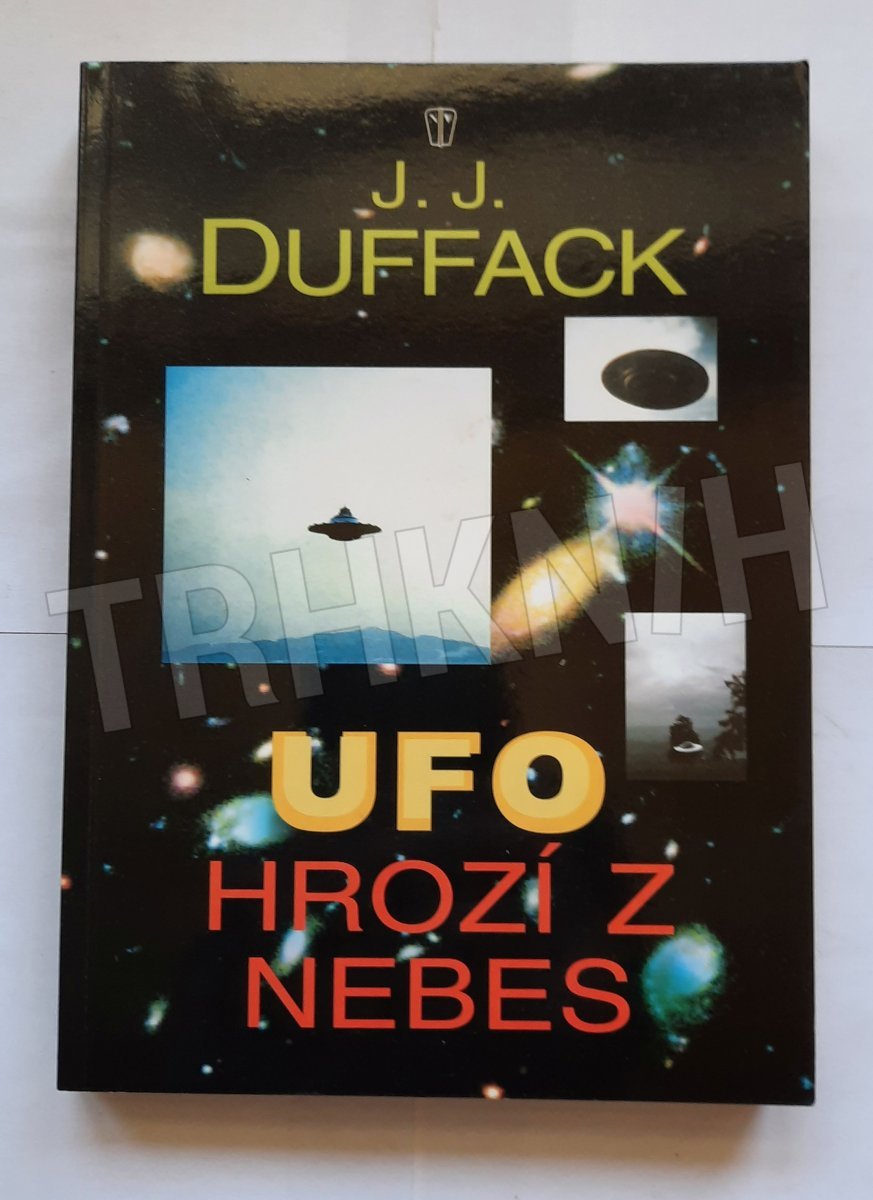 J. J.
DUFFACK
TRHKNIH
UFO
HROZÍ Z
NEBES